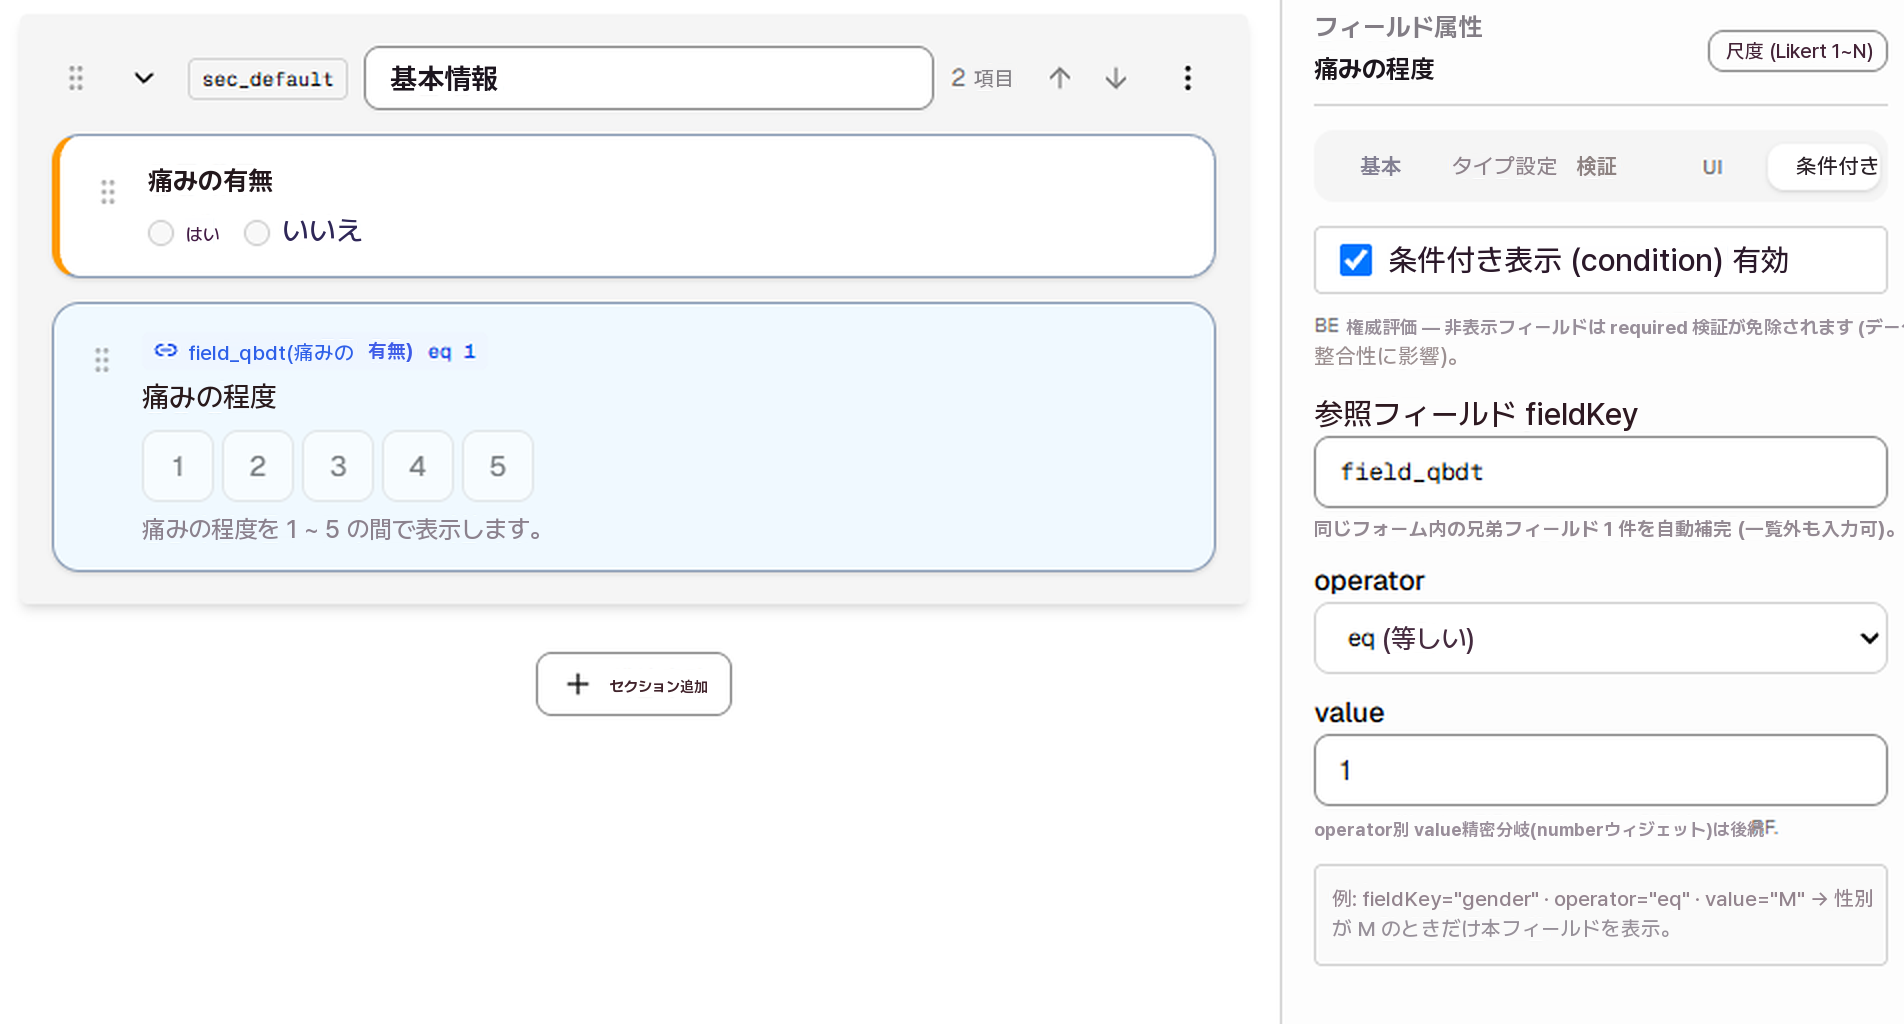 sec_default
基本情報
2 項目
痛みの有無
はい
いいえ
field_qbdt(痛みの 有無) eq 1
痛みの程度
1 2 3 4 5
痛みの程度を 1 ~ 5 の間で表示します。
セクション追加
フィールド属性
痛みの程度
尺度 (Likert 1~N)
基本 タイプ設定 検証 UI 条件付き
条件付き表示 (condition) 有効
BE 権威評価 — 非表示フィールドは required 検証が免除されます (デー
整合性に影響)。
参照フィールド fieldKey
field_qbdt
同じフォーム内の兄弟フィールド 1 件を自動補完 (一覧外も入力可)。
operator
eq (等しい)
value
1
operator別 value精密分岐(numberウィジェット)は後続
例: fieldKey="gender" · operator="eq" · value="M" → 性別
が M のときだけ本フィールドを表示。